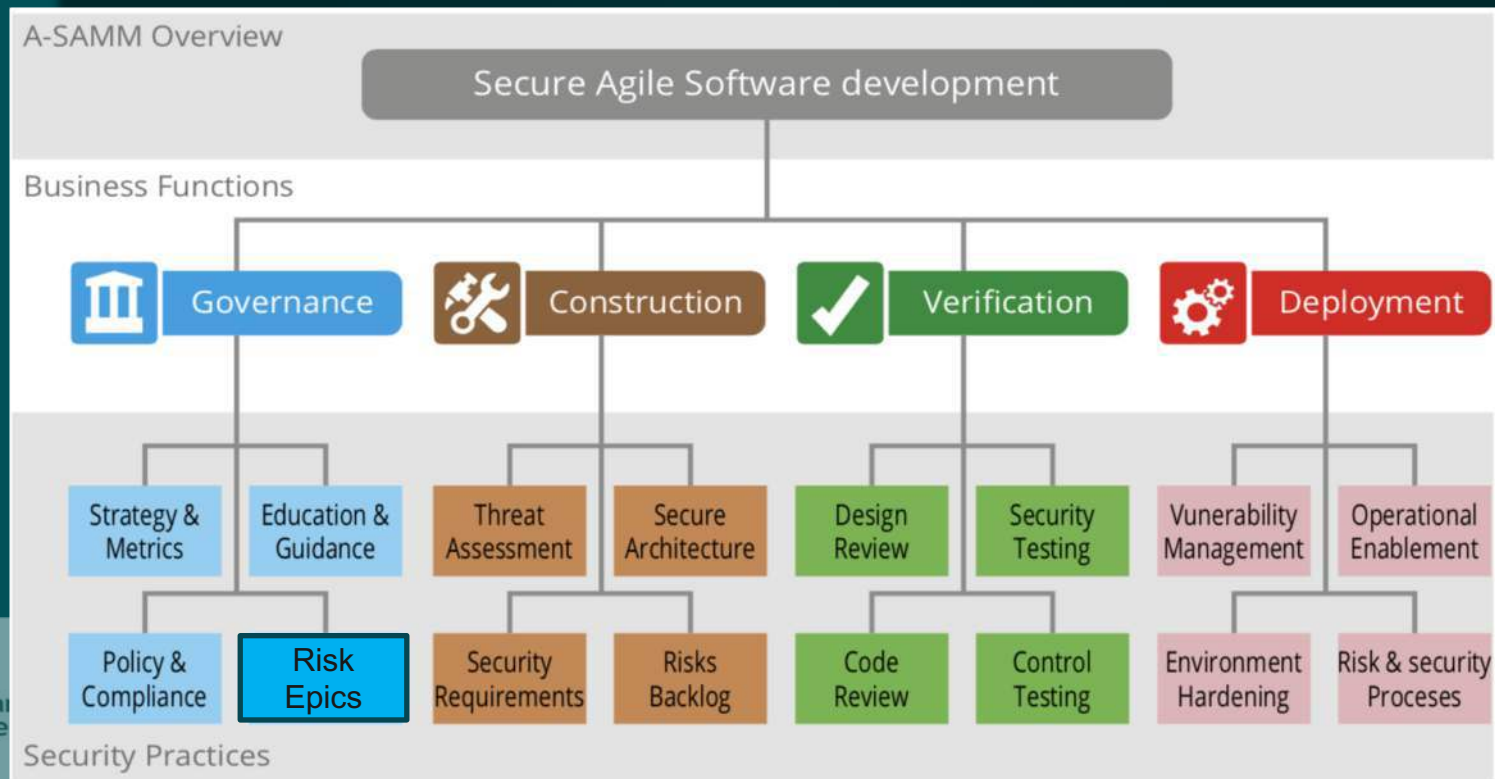 A-SAMM Overview
Secure Agile Software development
Business Functions
Governance
Construction
Verification
Deployment
Strategy &
Metrics
Education &
Guidance
Threat
Assessment
Secure
Architecture
Design
Review
Security
Testing
Vunerability
Management
Operational
Enablement
Policy &
Compliance
Risk
Epics
Security
Requirements
Risks
Backlog
Code
Review
Control
Testing
Environment
Hardening
Risk & security
Proceses
Security Practices